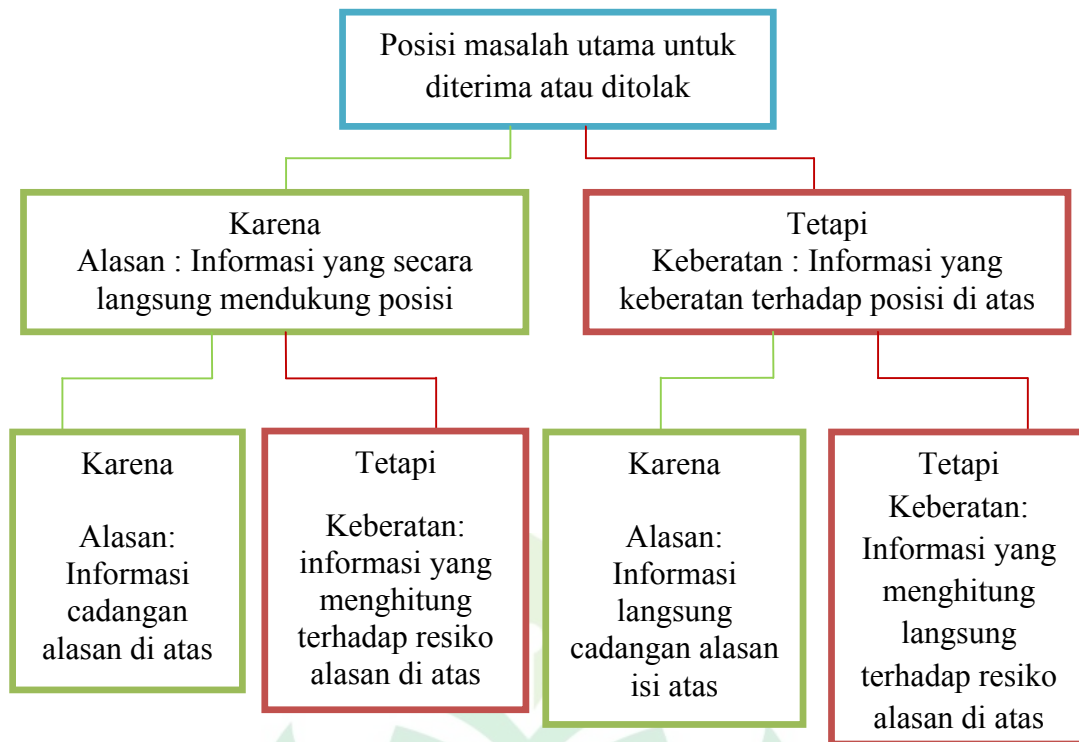 Posisi masalah utama untuk
diterima atau ditolak
Karena
Alasan : Informasi yang secara
langsung mendukung posisi
Tetapi
Keberatan : Informasi yang
keberatan terhadap posisi di atas
Karena
Alasan:
Informasi
cadangan
alasan di atas
Tetapi
Keberatan:
informasi yang
menghitung
terhadap resiko
alasan di atas
Karena
Alasan:
Informasi
langsung
cadangan alasan
isi atas
Tetapi
Keberatan:
Informasi yang
menghitung
langsung
terhadap resiko
alasan di atas